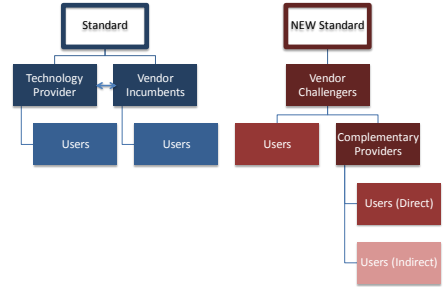 Standard
NEW Standard
Technology
Provider
Vendor
Incumbents
Vendor
Challengers
Users
Users
Users
Complementary
Providers
Users (Direct)
Users (Indirect)